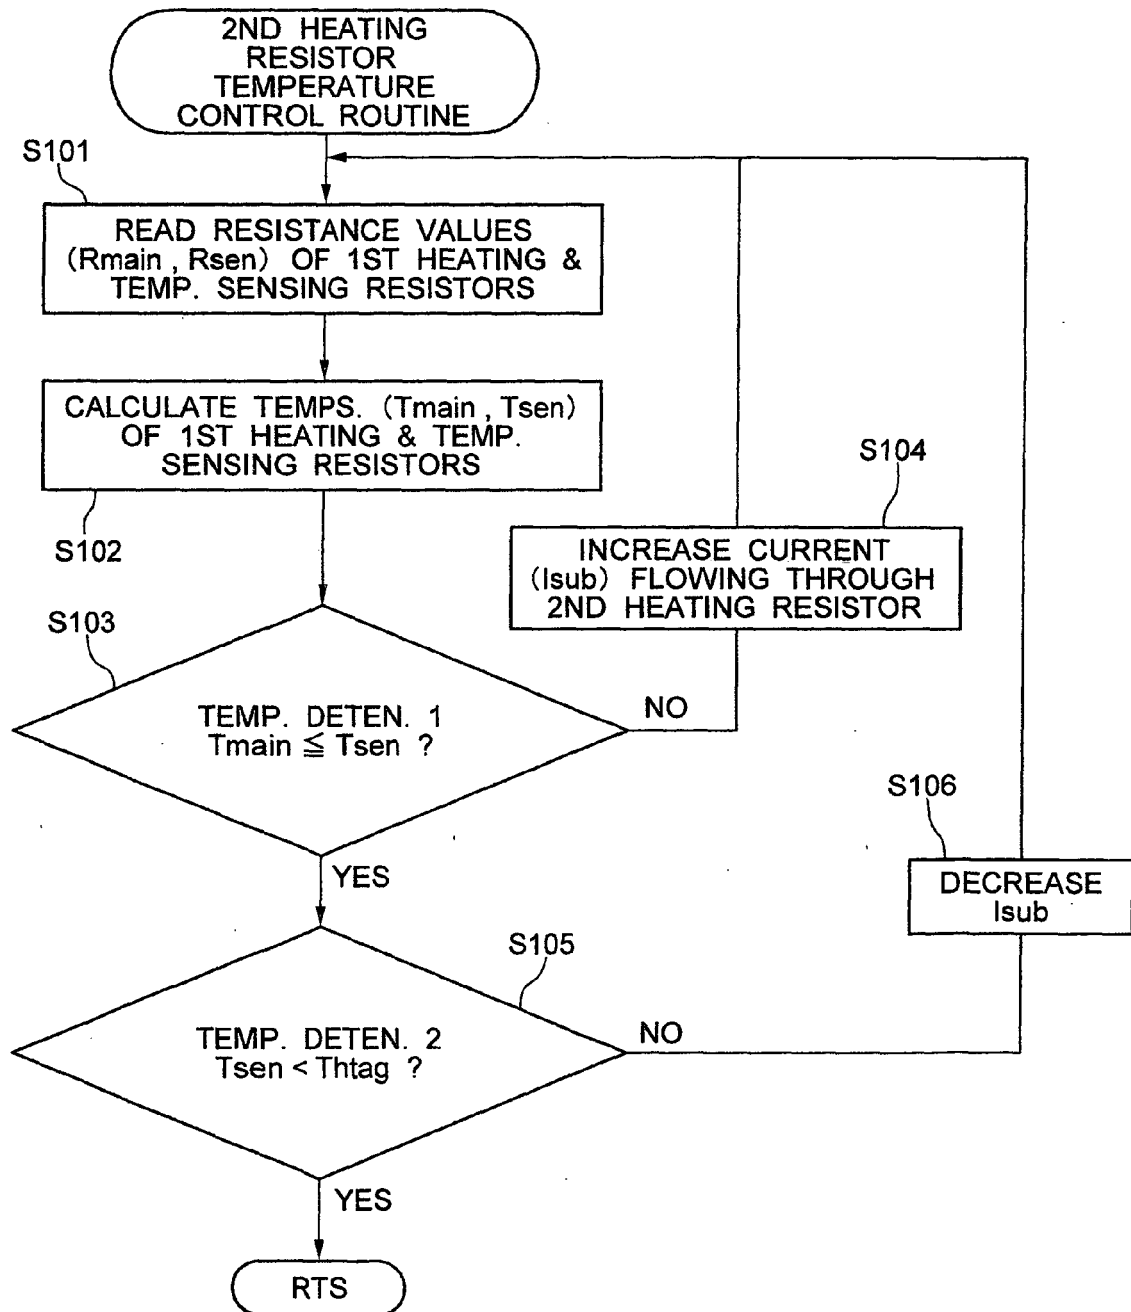 2ND HEATING
RESISTOR
TEMPERATURE
CONTROL ROUTINE
S101
READ RESISTANCE VALUES
(Rmain , Rsen) OF 1ST HEATING &
TEMP. SENSING RESISTORS
CALCULATE TEMPS. (Tmain , Tsen)
OF 1ST HEATING & TEMP.
SENSING RESISTORS
S102
S104
INCREASE CURRENT
(Isub) FLOWING THROUGH
2ND HEATING RESISTOR
S103
TEMP. DETEN. 1
Tmain ≦ Tsen ?
NO
YES
S106
DECREASE
Isub
S105
TEMP. DETEN. 2
Tsen < Thtag ?
NO
YES
RTS